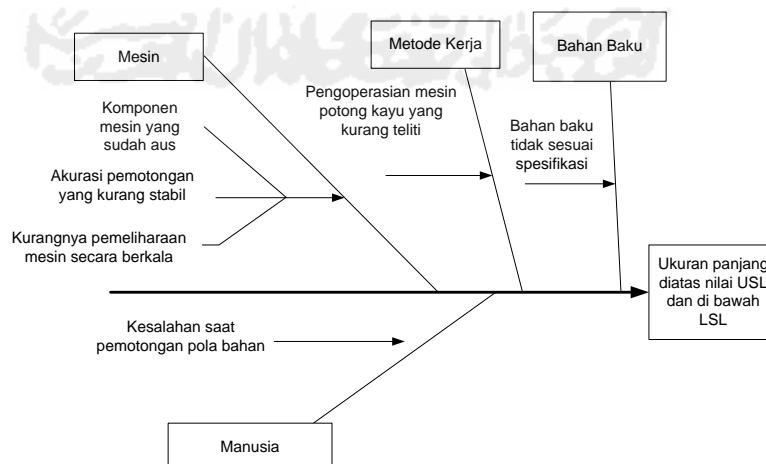 Mesin
Metode Kerja
Bahan Baku
Komponen
mesin yang
sudah aus
Akurasi pemotongan
yang kurang stabil
Kurangnya pemeliharaan
mesin secara berkala
Pengoperasian mesin
potong kayu yang
kurang teliti
Bahan baku
tidak sesuai
spesifikasi
Ukuran panjang
diatas nilai USL
dan di bawah
LSL
Kesalahan saat
pemotongan pola bahan
Manusia